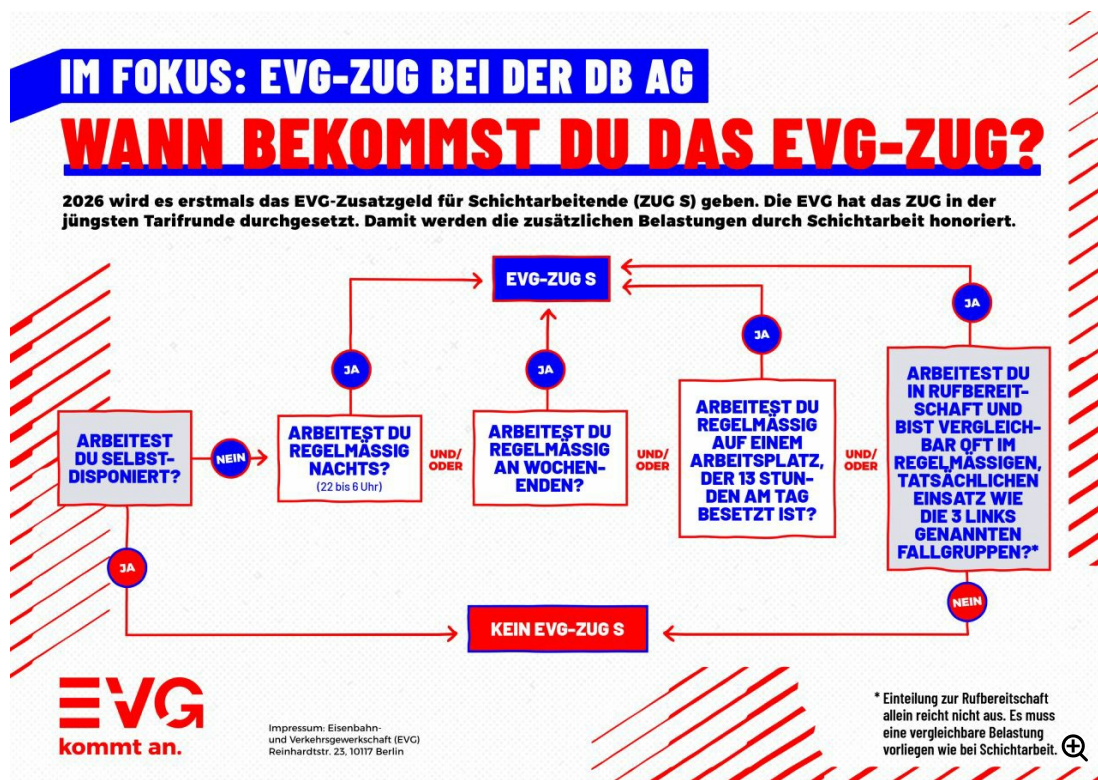 IM FOKUS: EVG-ZUG BEI DER DB AG
WANN BEKOMMST DU DAS EVG-ZUG?
2026 wird es erstmals das EVG-Zusatzgeld für Schichtarbeitende (ZUG S) geben. Die EVG hat das ZUG in der
jüngsten Tarifrunde durchgesetzt. Damit werden die zusätzlichen Belastungen durch Schichtarbeit honoriert.
EVG-ZUG S
JA
JA
JA
JA
ARBEITEST
DU SELBST-
DISPONIERT?
NEIN
ARBEITEST DU
REGELMÄSSIG
NACHTS?
(22 bis 6 Uhr)
UND/
ODER
ARBEITEST DU
REGELMÄSSIG
AN WOCHEN-
ENDEN?
UND/
ODER
ARBEITEST DU
REGELMÄSSIG
AUF EINEM
ARBEITSPLATZ,
DER 13 STUN-
DEN AM TAG
BESETZT IST?
UND/
ODER
ARBEITEST DU
IN RUFBEREIT-
SCHAFT UND
BIST VERGLEICH-
BAR OFT IM
REGELMÄSSIGEN,
TATSÄCHLICHEN
EINSATZ WIE
DIE 3 LINKS
GENANNTEN
FALLGRUPPEN?*
JA
NEIN
KEIN EVG-ZUG S
EVG
kommt an.
Impressum: Eisenbahn-
und Verkehrsgewerkschaft (EVG)
Reinhardtstr. 23, 10117 Berlin
* Einteilung zur Rufbereitschaft
allein reicht nicht aus. Es muss
eine vergleichbare Belastung
vorliegen wie bei Schichtarbeit.